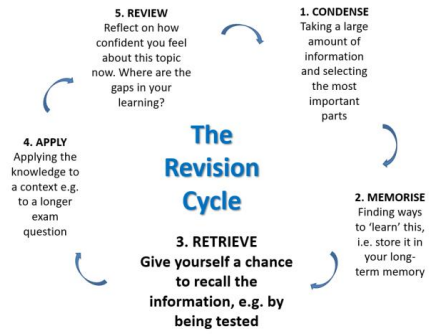 The
Revision
Cycle
1. CONDENSE
Taking a large
amount of
information
and selecting
the most
important
parts
2. MEMORISE
Finding ways
to ‘learn’ this,
i.e. store it in
your long-
term memory
3. RETRIEVE
Give yourself a chance
to recall the
information, e.g. by
being tested
4. APPLY
Applying the
knowledge to
a context e.g.
to a longer
exam
question
5. REVIEW
Reflect on how
confident you feel
about this topic
now. Where are the
gaps in your
learning?